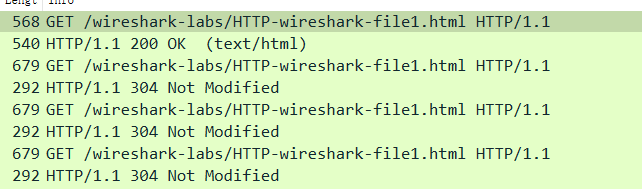 568 GET /wireshark-labs/HTTP-wireshark-file1.html HTTP/1.1
540 HTTP/1.1 200 OK  (text/html)
679 GET /wireshark-labs/HTTP-wireshark-file1.html HTTP/1.1
292 HTTP/1.1 304 Not Modified
679 GET /wireshark-labs/HTTP-wireshark-file1.html HTTP/1.1
292 HTTP/1.1 304 Not Modified
679 GET /wireshark-labs/HTTP-wireshark-file1.html HTTP/1.1
292 HTTP/1.1 304 Not Modified